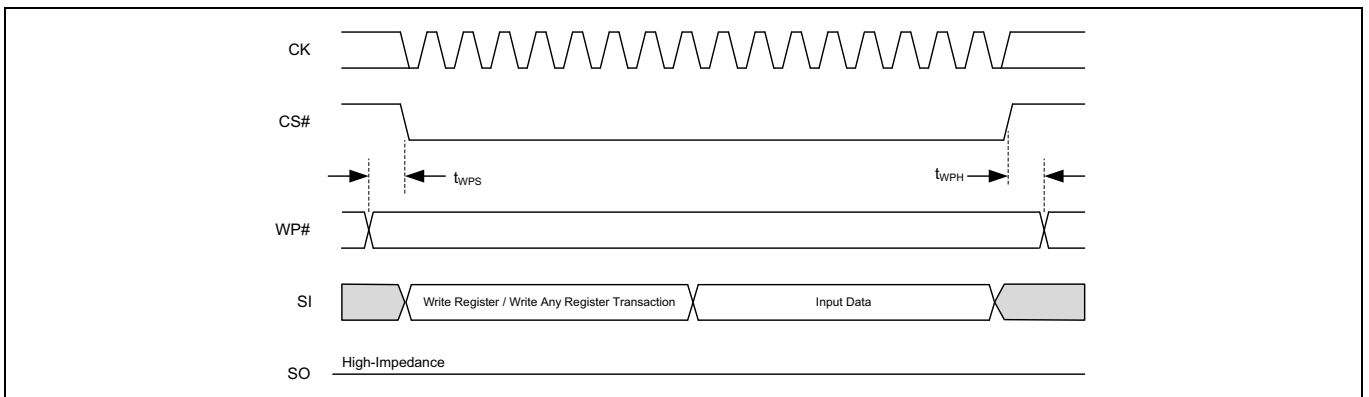 CK
CS#
tWPS
tWPH
WP#
SI
Write Register / Write Any Register Transaction
Input Data
High-Impedance
SO